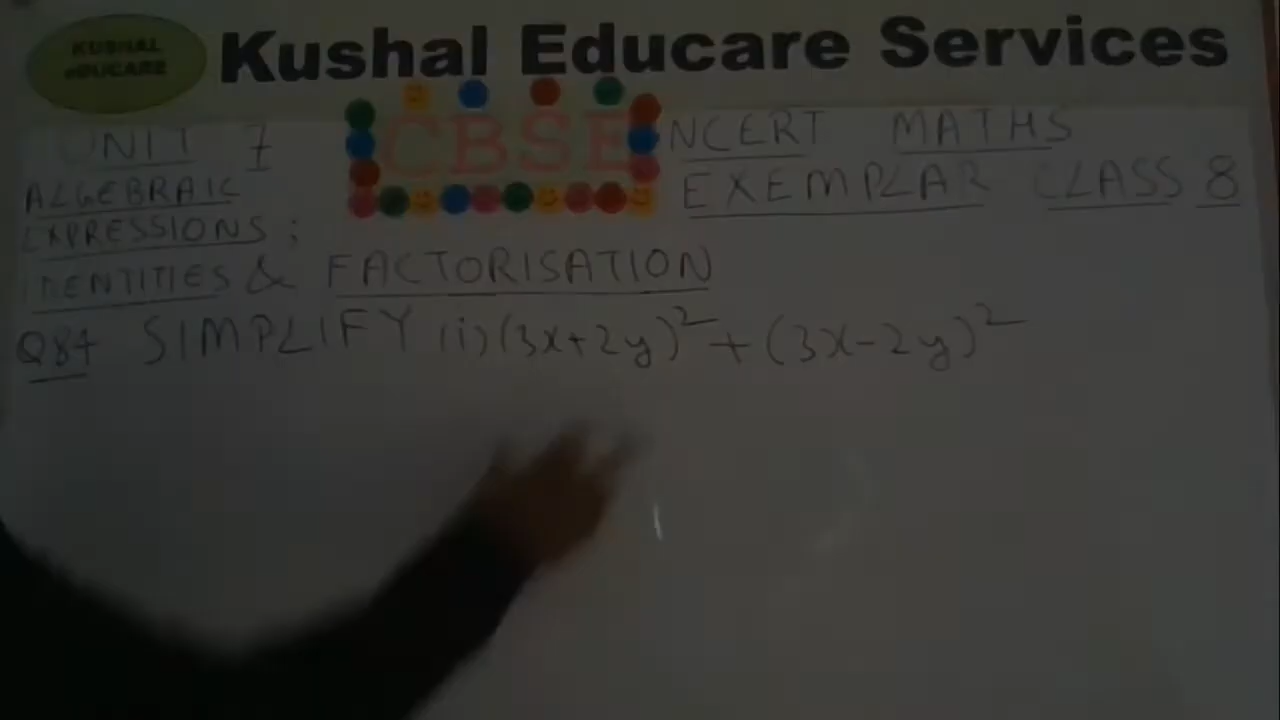 KUSHAL
eDUCARE
Kushal Educare Services
UNIT 7
CBSE
NCERT MATHS
ALGEBRAIC
EXEMPLAR CLASS 8
EXPRESSIONS;
IDENTITIES & FACTORISATION
Q84 SIMPLIFY (i) (3x+2y)² + (3x-2y)²